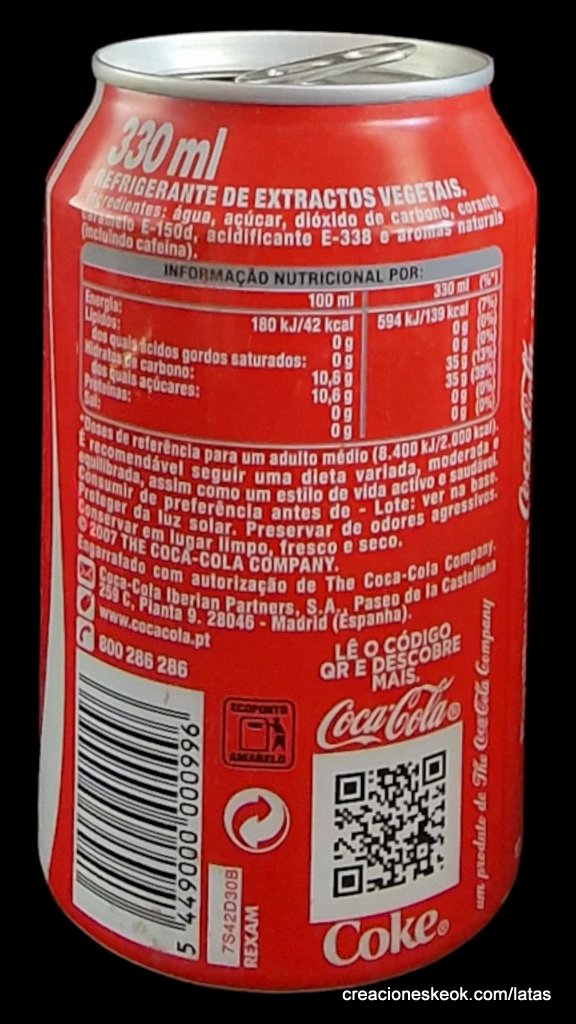 330 ml
REFRIGERANTE DE EXTRACTOS VEGETAIS.
Ingredientes: água, açúcar, dióxido de carbono, corante
caramelo E-150d, acidificante E-338 e aromas naturais
(incluindo cafeína).
INFORMAÇÃO NUTRICIONAL POR:
100 ml 330 ml (%*)
Energia: 180 kJ/42 kcal 594 kJ/139 kcal (7%)
Lípidos: 0 g 0 g (0%)
dos quais ácidos gordos saturados: 0 g 0 g (0%)
Hidratos de carbono: 10,6 g 35 g (13%)
dos quais açúcares: 10,6 g 35 g (39%)
Proteínas: 0 g 0 g (0%)
Sal: 0 g 0 g (0%)
*Doses de referência para um adulto médio (8.400 kJ/2.000 kcal).
É recomendável seguir uma dieta variada, moderada e
equilibrada, assim como um estilo de vida activo e saudável.
Consumir de preferência antes de - Lote: ver na base.
Proteger da luz solar. Preservar de odores agressivos.
Conservar em lugar limpo, fresco e seco.
© 2007 THE COCA-COLA COMPANY.
Engarrafado com autorização de The Coca-Cola Company.
Coca-Cola Iberian Partners, S.A., Paseo de la Castellana
259 C, Planta 9. 28046 - Madrid (Espanha).
www.cocacola.pt
800 286 286
LÊ O CÓDIGO
QR E DESCOBRE
MAIS.
Coca-Cola®
Coke®
ECOPONTO
AMARELO
5 449000 000996
7S42D30B
REXAM
um produto de The Coca-Cola Company
Coca-Cola
creacioneskeok.com/latas